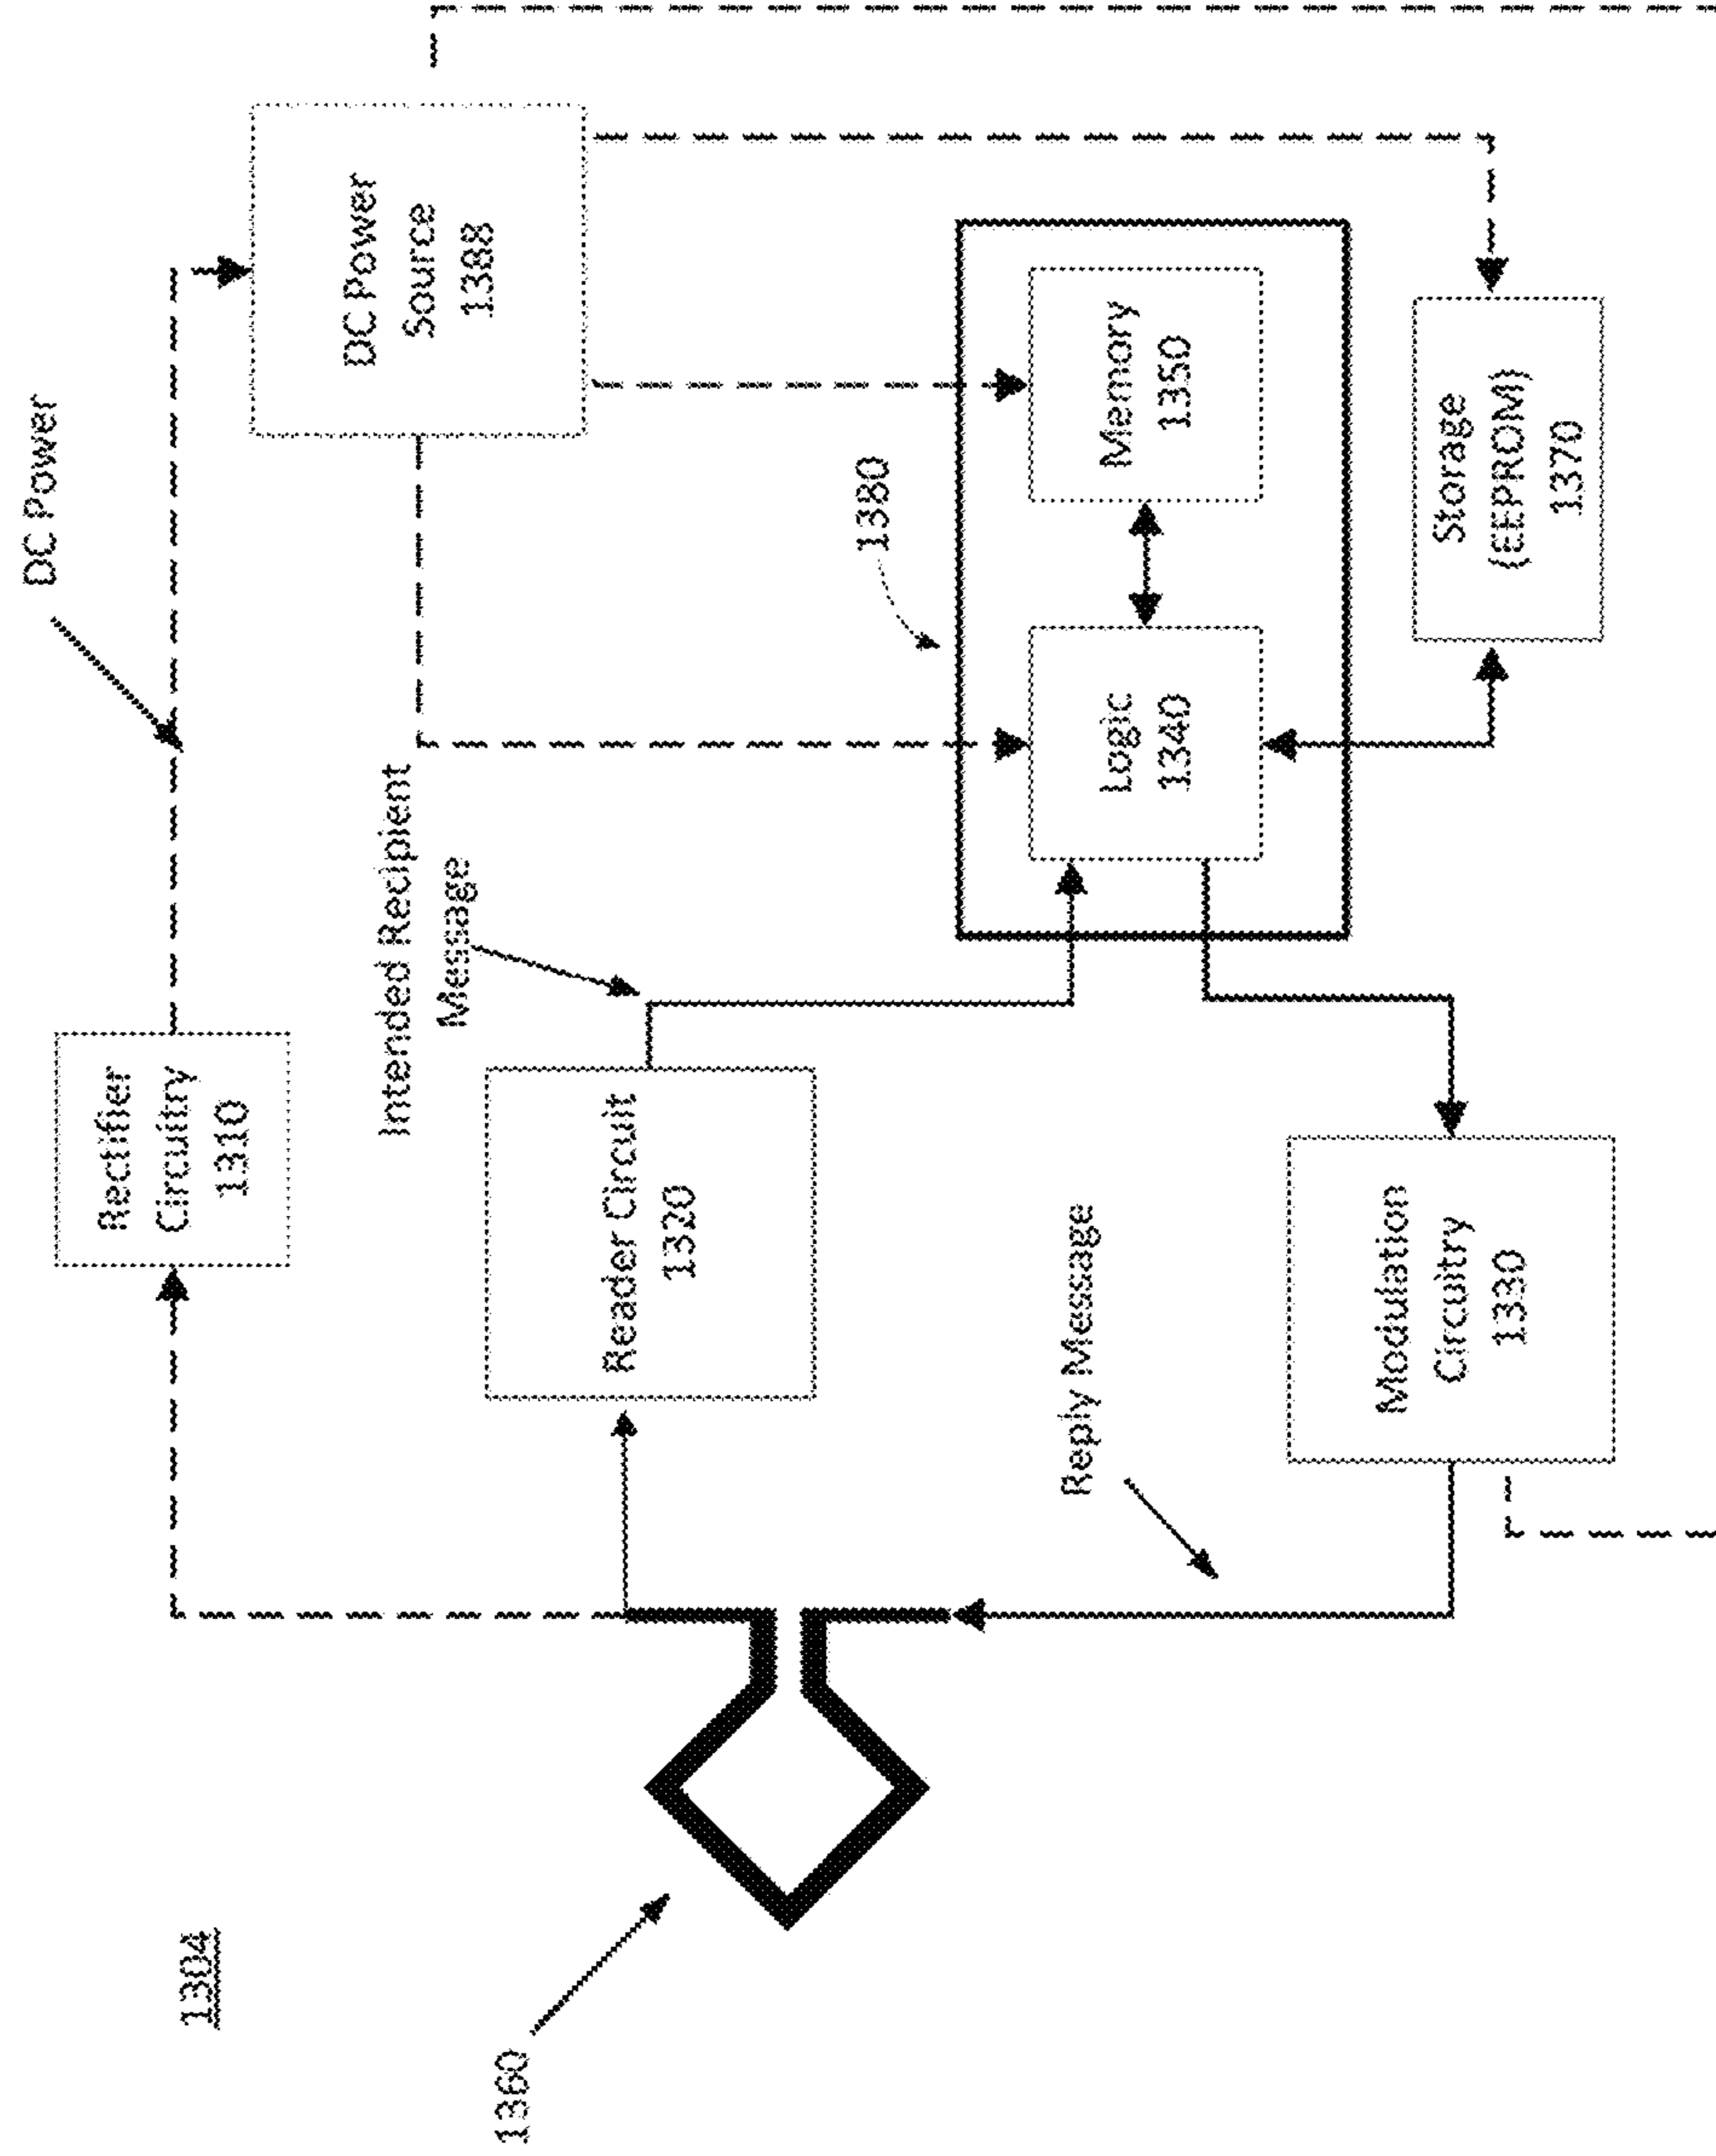 1304
1360
DC Power
Rectifier
Circuitry
1310
DC Power
Source
1388
Intended Recipient
Message
Reader Circuit
1320
1380
Reply Message
Logic
1340
Memory
1350
Modulation
Circuitry
1330
Storage
(EEPROM)
1370